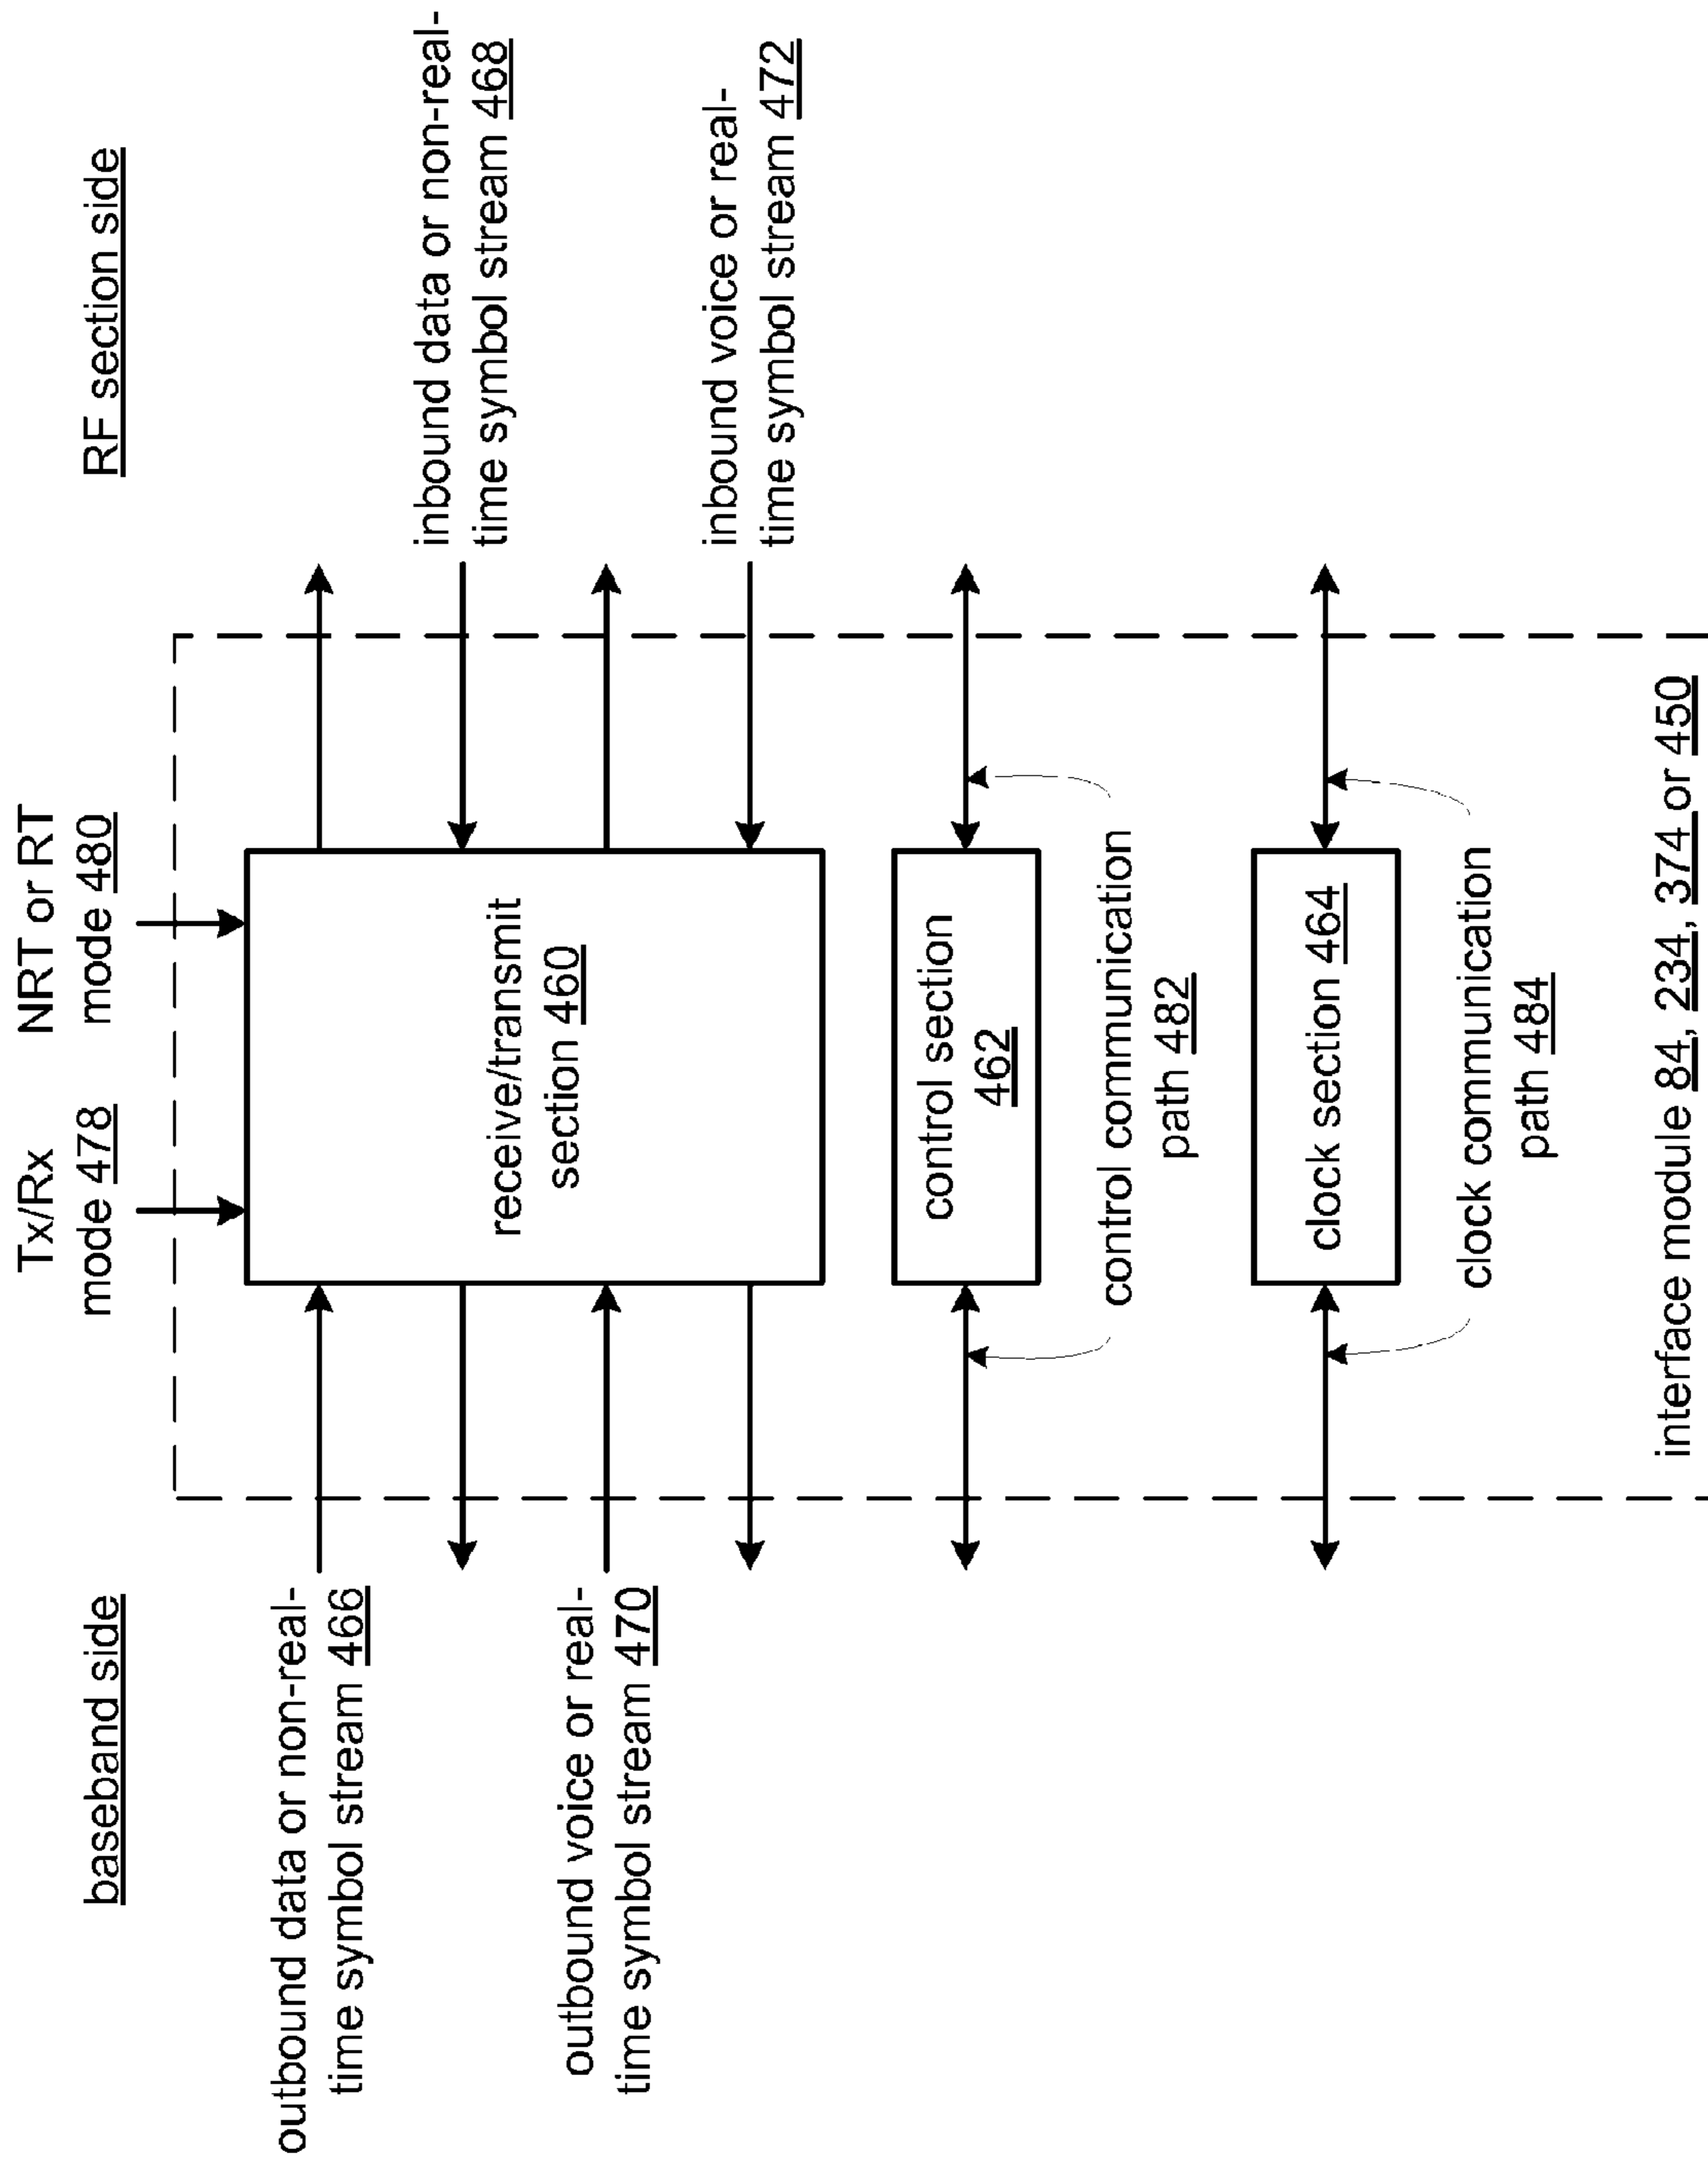 baseband side
Tx/Rx
mode 478
NRT or RT
mode 480
RF section side
outbound data or non-real-
time symbol stream 466
inbound data or non-real-
time symbol stream 468
receive/transmit
section 460
outbound voice or real-
time symbol stream 470
inbound voice or real-
time symbol stream 472
control section
462
control communication
path 482
clock section 464
clock communication
path 484
interface module 84, 234, 374 or 450